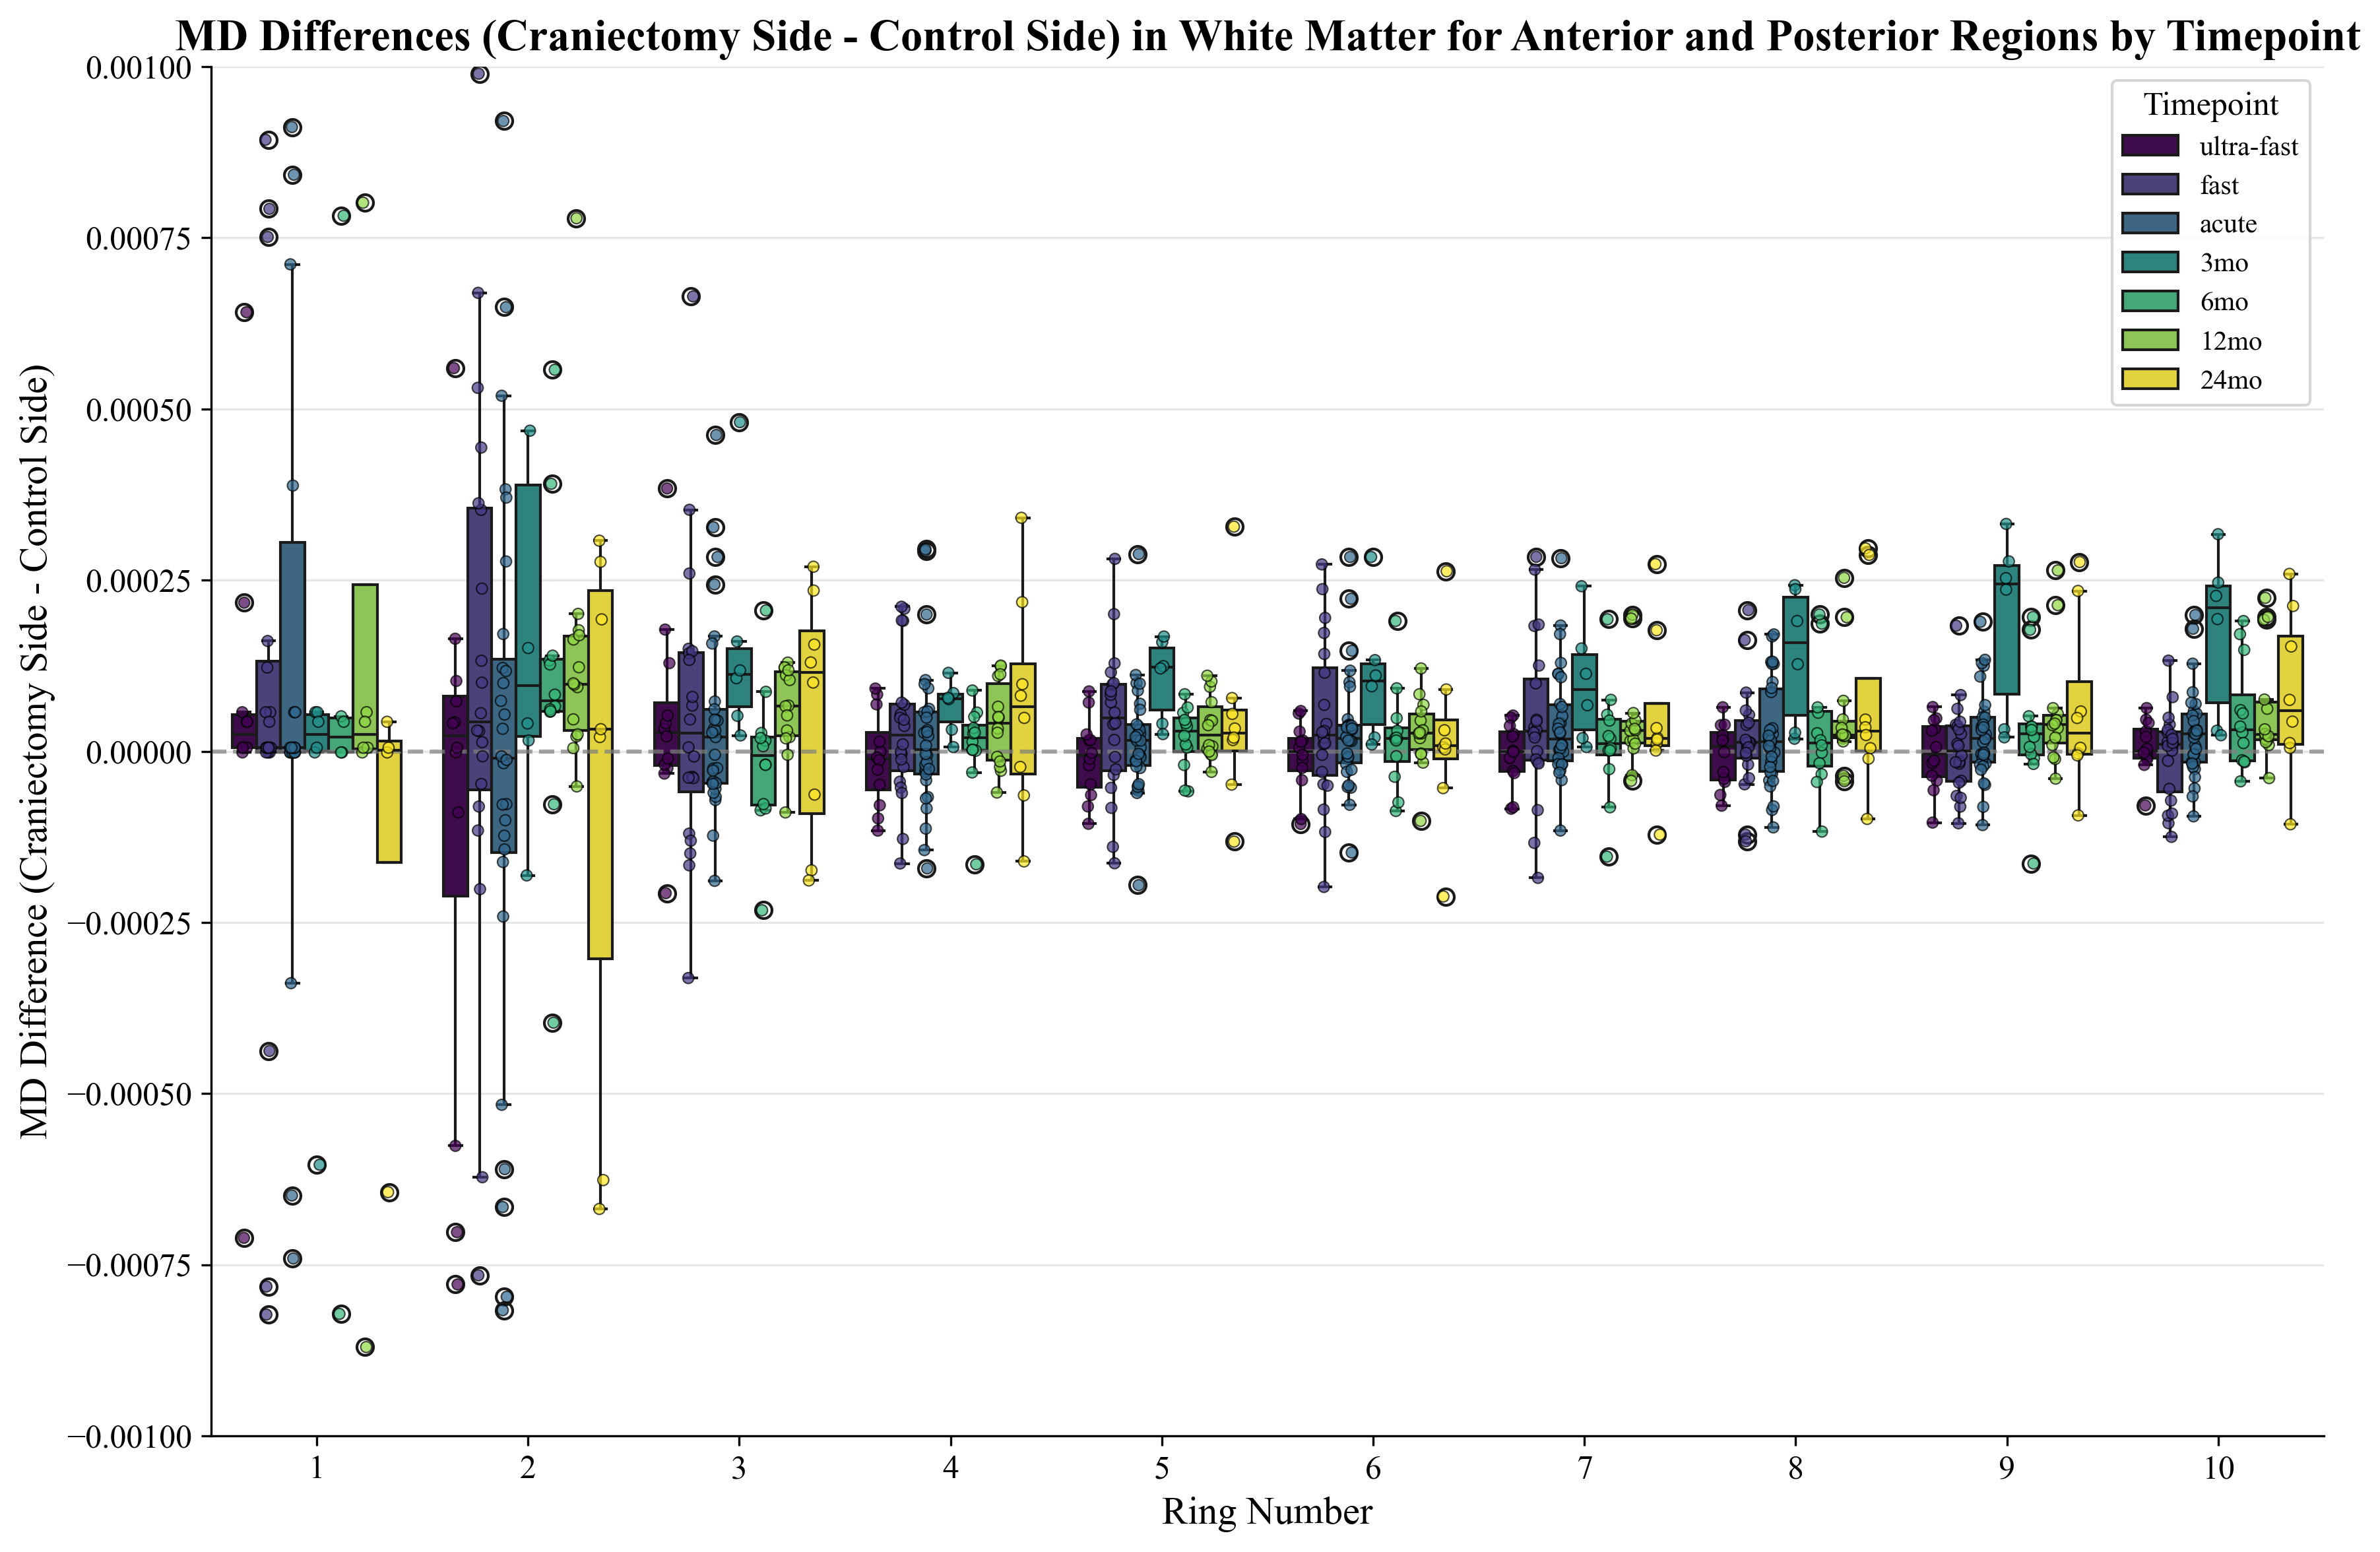 MD Differences (Craniectomy Side - Control Side) in White Matter for Anterior and Posterior Regions by Timepoint
MD Difference (Craniectomy Side - Control Side)
0.00100
0.00075
0.00050
0.00025
0.00000
−0.00025
−0.00050
−0.00075
−0.00100
Timepoint
ultra-fast
fast
acute
3mo
6mo
12mo
24mo
1 2 3 4 5 6 7 8 9 10
Ring Number